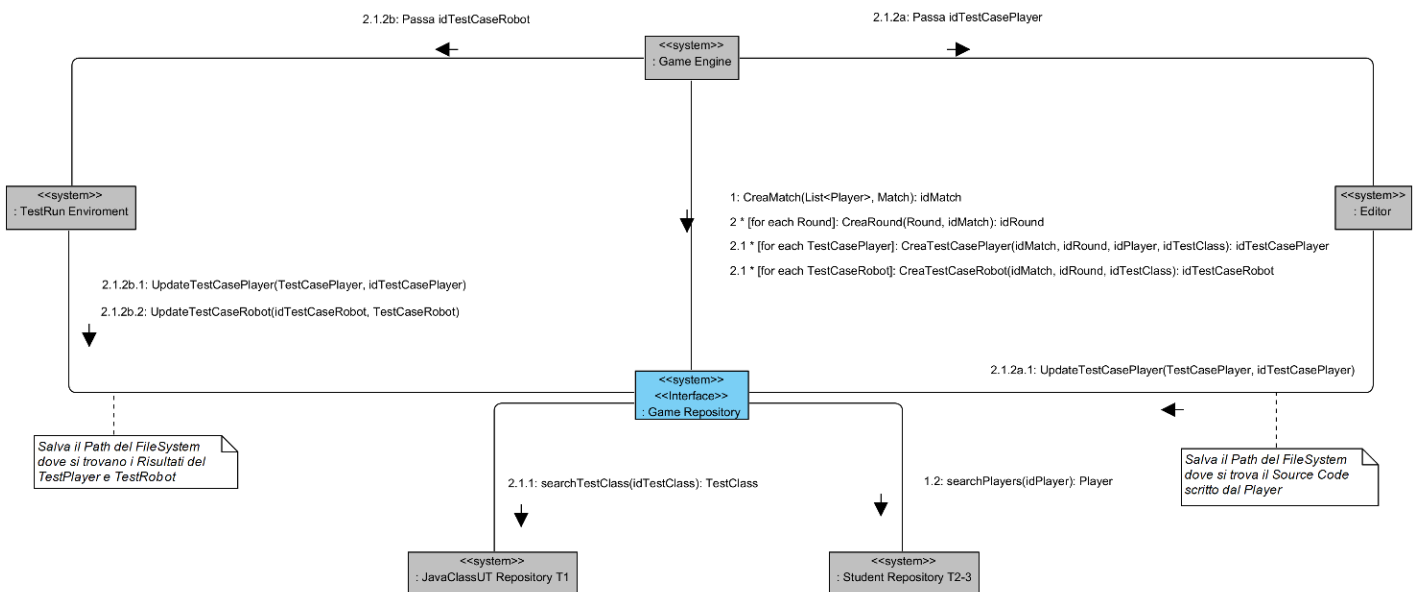 2.1.2b: Passa idTestCaseRobot
2.1.2a: Passa idTestCasePlayer
<<system>>
: Game Engine
<<system>>
: TestRun Enviroment
<<system>>
: Editor
1: CreaMatch(List<Player>, Match): idMatch
2 * [for each Round]: CreaRound(Round, idMatch): idRound
2.1 * [for each TestCasePlayer]: CreaTestCasePlayer(idMatch, idRound, idPlayer, idTestClass): idTestCasePlayer
2.1 * [for each TestCaseRobot]: CreaTestCaseRobot(idMatch, idRound, idTestClass): idTestCaseRobot
2.1.2b.1: UpdateTestCasePlayer(TestCasePlayer, idTestCasePlayer)
2.1.2b.2: UpdateTestCaseRobot(idTestCaseRobot, TestCaseRobot)
2.1.2a.1: UpdateTestCasePlayer(TestCasePlayer, idTestCasePlayer)
<<system>>
<<Interface>>
: Game Repository
Salva il Path del FileSystem
dove si trovano i Risultati del
TestPlayer e TestRobot
Salva il Path del FileSystem
dove si trova il Source Code
scritto dal Player
2.1.1: searchTestClass(idTestClass): TestClass
1.2: searchPlayers(idPlayer): Player
<<system>>
: JavaClassUT Repository T1
<<system>>
: Student Repository T2-3